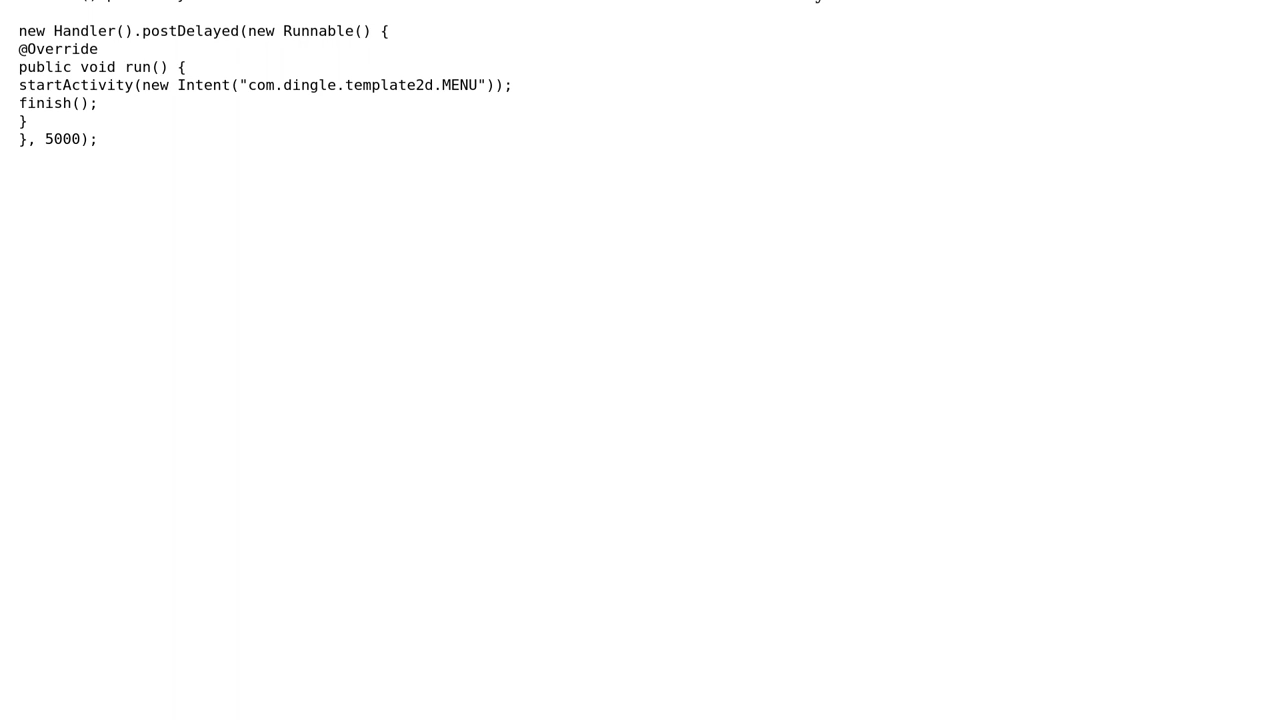 new Handler().postDelayed(new Runnable() {
@Override
public void run() {
startActivity(new Intent("com.dingle.template2d.MENU"));
finish();
}
}, 5000);